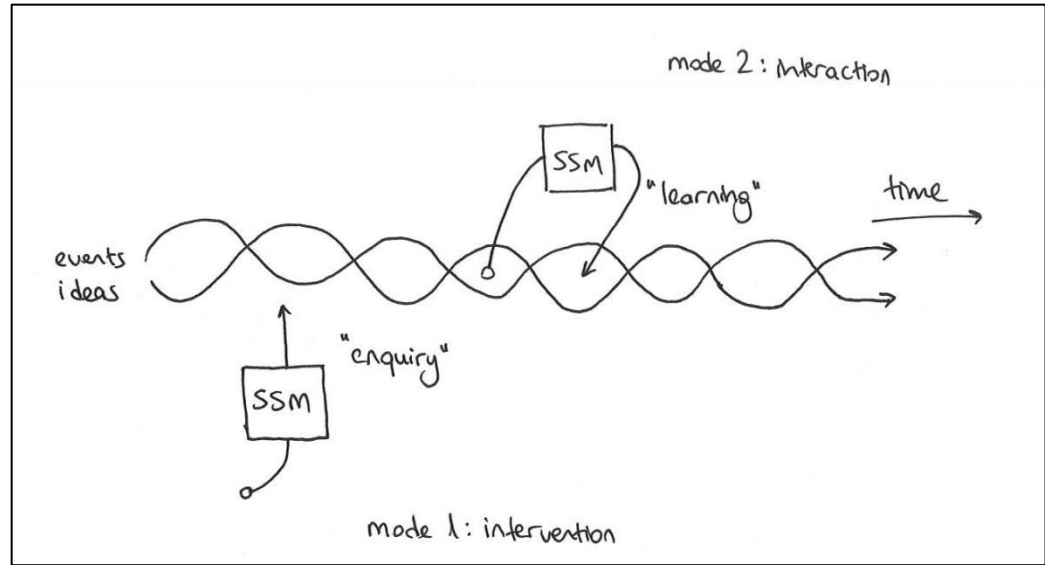 mode 2: interaction
SSM
"learning"
time
events
ideas
"enquiry"
SSM
mode 1: intervention